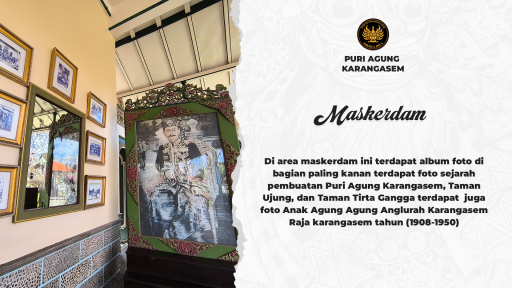 PURI AGUNG
KARANGASEM
Maskerdam
Di area maskerdam ini terdapat album foto di
bagian paling kanan terdapat foto sejarah
pembuatan Puri Agung Karangasem, Taman
Ujung, dan Taman Tirta Gangga terdapat juga
foto Anak Agung Agung Anglurah Karangasem
Raja karangasem tahun (1908-1950)